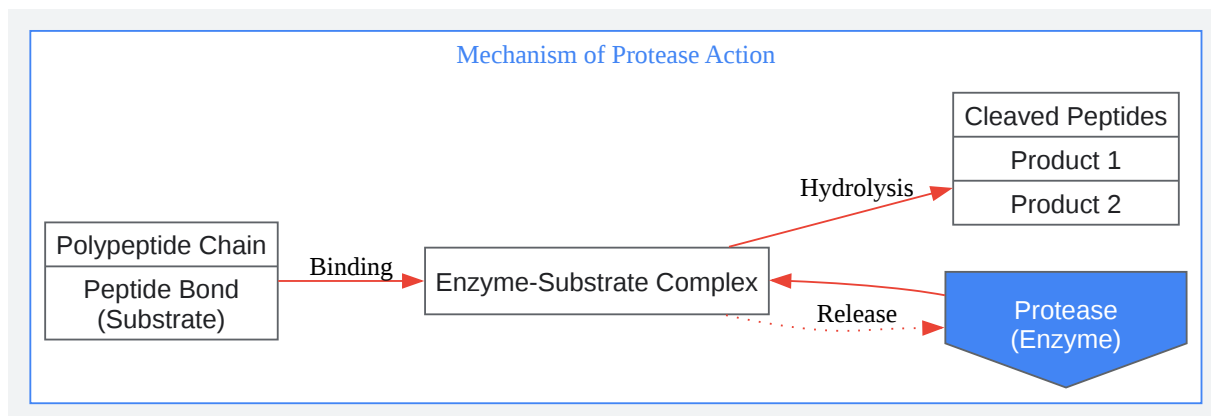 Mechanism of Protease Action
Polypeptide Chain
Peptide Bond
(Substrate)
Binding
Enzyme-Substrate Complex
Hydrolysis
Cleaved Peptides
Product 1
Product 2
Release
Protease
(Enzyme)